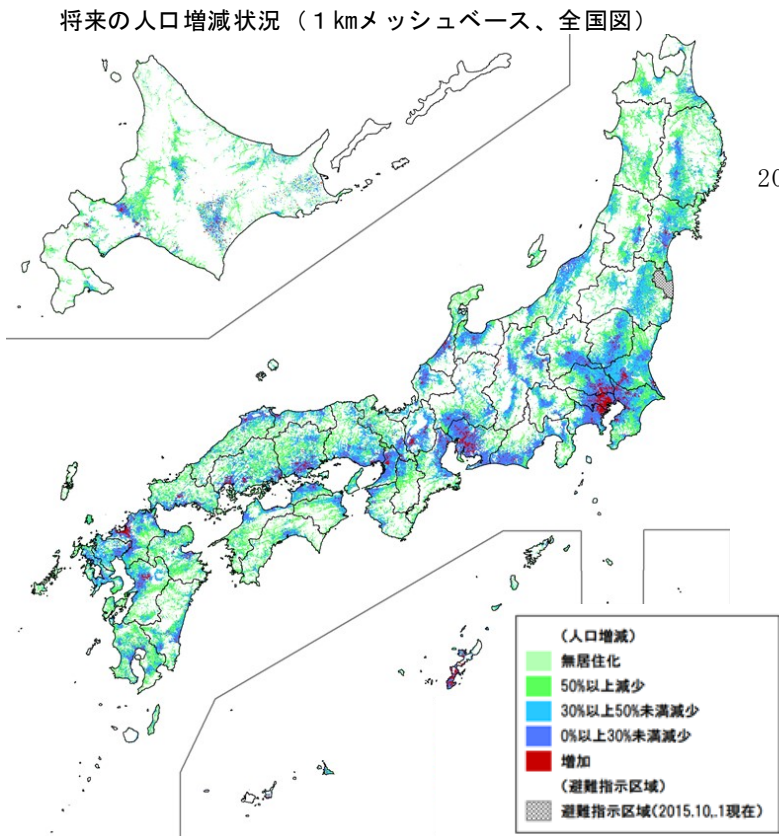 将来の人口増減状況（１㎞メッシュベース、全国図）
20
(人口増減)
無居住化
50%以上減少
30%以上50%未満減少
0%以上30%未満減少
増加
(避難指示区域)
避難指示区域(2015.10,.1現在)